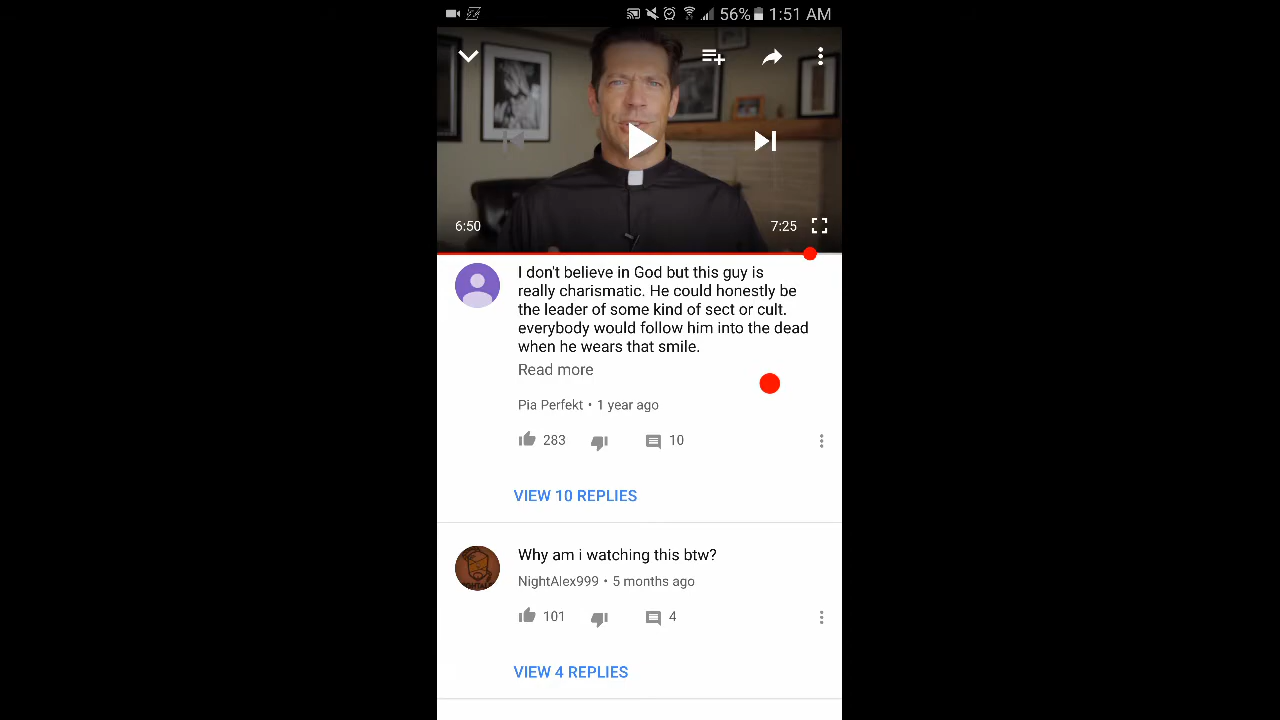 56% 1:51 AM
6:50 7:25
I don't believe in God but this guy is
really charismatic. He could honestly be
the leader of some kind of sect or cult.
everybody would follow him into the dead
when he wears that smile.
Read more
Pia Perfekt • 1 year ago
283 10
VIEW 10 REPLIES
Why am i watching this btw?
NightAlex999 • 5 months ago
101 4
VIEW 4 REPLIES